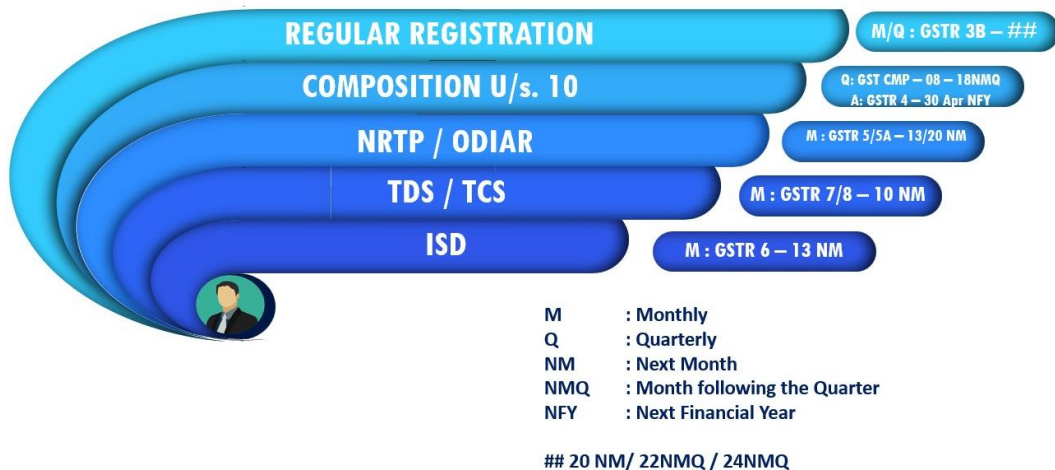 REGULAR REGISTRATION
M/Q : GSTR 3B – ##
COMPOSITION U/s. 10
Q: GST CMP – 08 – 18NMQ
A: GSTR 4 – 30 Apr NFY
NRTP / ODIAR
M : GSTR 5/5A – 13/20 NM
TDS / TCS
M : GSTR 7/8 – 10 NM
ISD
M : GSTR 6 – 13 NM
M : Monthly
Q : Quarterly
NM : Next Month
NMQ : Month following the Quarter
NFY : Next Financial Year
## 20 NM/ 22NMQ / 24NMQ